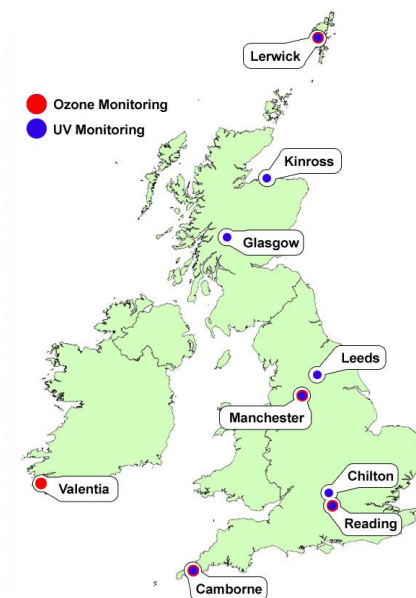 Lerwick
Ozone Monitoring
UV Monitoring
Kinross
Glasgow
Leeds
Manchester
Chilton
Valentia
Reading
Camborne